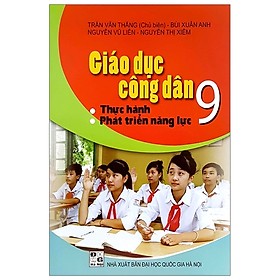 TRẦN VĂN THẮNG (Chủ biên) - BÙI XUÂN ANH
NGUYỄN VŨ LIÊN - NGUYỄN THỊ XIÊM
Giáo dục
công dân 9
• Thực hành
• Phát triển năng lực
NHÀ XUẤT BẢN ĐẠI HỌC QUỐC GIA HÀ NỘI